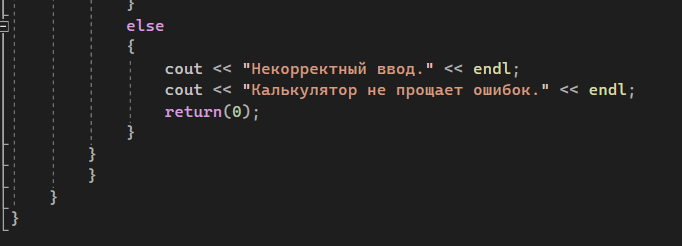 }
else
{
cout << "Некорректный ввод." << endl;
cout << "Калькулятор не прощает ошибок." << endl;
return(0);
}
}
}
}
}